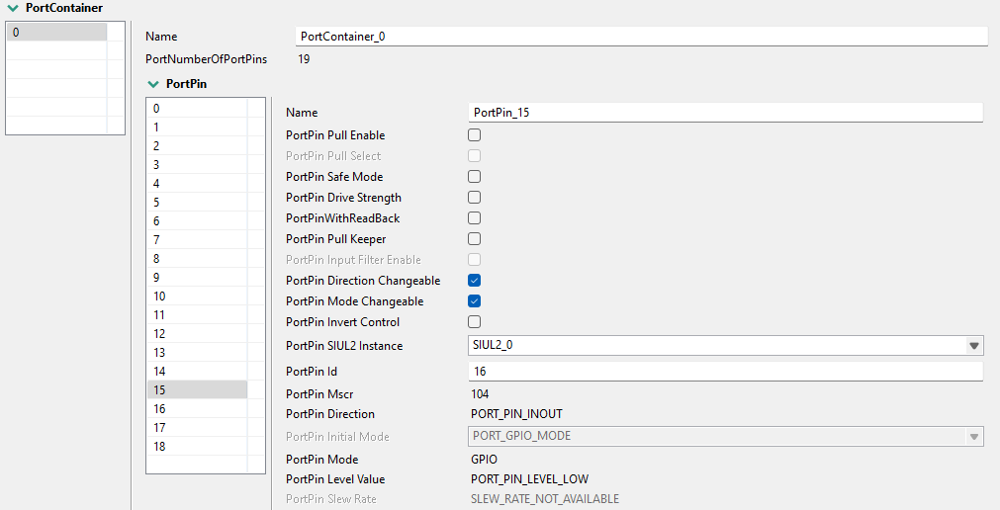 PortContainer
0
Name PortContainer_0
PortNumberOfPortPins 19
PortPin
0
1
2
3
4
5
6
7
8
9
10
11
12
13
14
15
16
17
18
Name PortPin_15
PortPin Pull Enable
PortPin Pull Select
PortPin Safe Mode
PortPin Drive Strength
PortPinWithReadBack
PortPin Pull Keeper
PortPin Input Filter Enable
PortPin Direction Changeable
PortPin Mode Changeable
PortPin Invert Control
PortPin SIUL2 Instance SIUL2_0
PortPin Id 16
PortPin Mscr 104
PortPin Direction PORT_PIN_INOUT
PortPin Initial Mode PORT_GPIO_MODE
PortPin Mode GPIO
PortPin Level Value PORT_PIN_LEVEL_LOW
PortPin Slew Rate SLEW_RATE_NOT_AVAILABLE